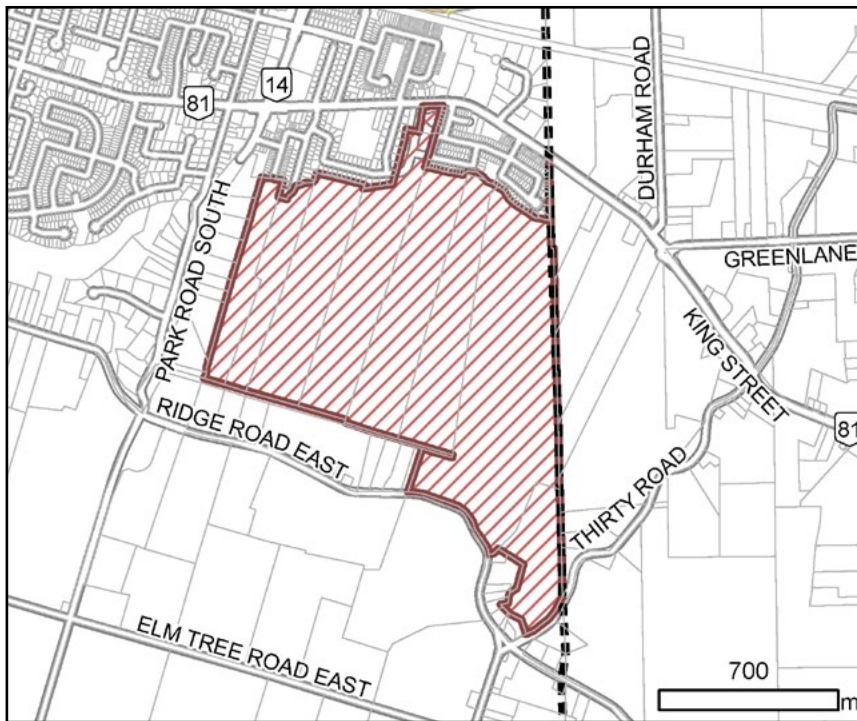 DURHAM ROAD
14
81
PARK ROAD SOUTH
GREENLANE
KING STREET
RIDGE ROAD EAST
81
THIRTY ROAD
ELM TREE ROAD EAST
700
m